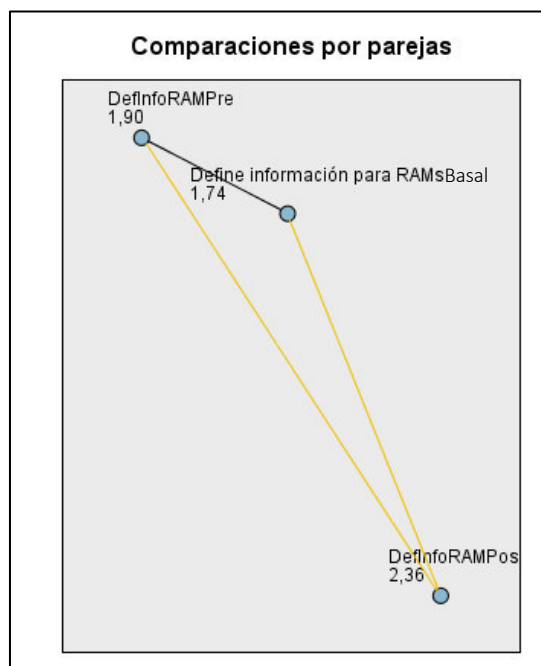 Comparaciones por parejas
DefInfoRAMPre
1,90
Define información para RAMsBasal
1,74
DefInfoRAMPos
2,36